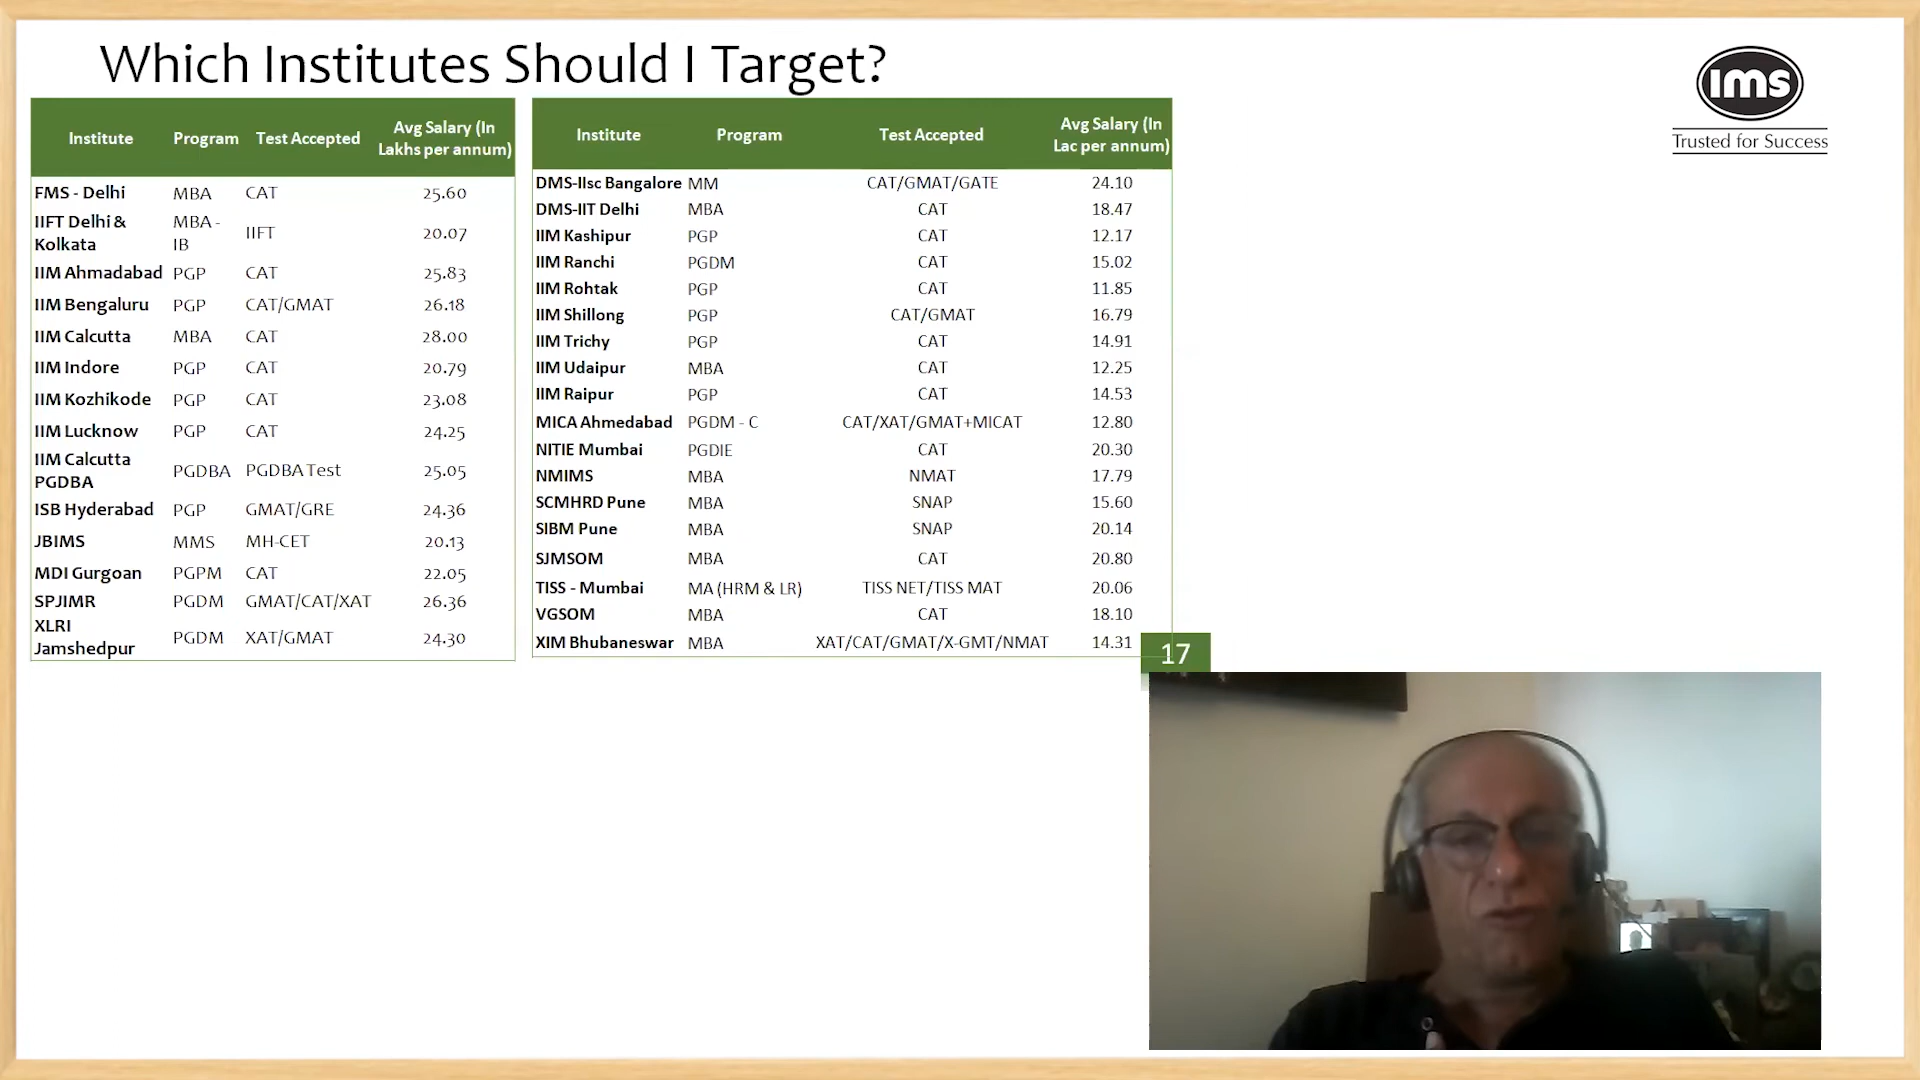 Which Institutes Should I Target?
ims
Trusted for Success
Institute Program Test Accepted Avg Salary (In Lakhs per annum)
FMS - Delhi MBA CAT 25.60
IIFT Delhi & Kolkata MBA - IB IIFT 20.07
IIM Ahmadabad PGP CAT 25.83
IIM Bengaluru PGP CAT/GMAT 26.18
IIM Calcutta MBA CAT 28.00
IIM Indore PGP CAT 20.79
IIM Kozhikode PGP CAT 23.08
IIM Lucknow PGP CAT 24.25
IIM Calcutta PGDBA PGDBA PGDBA Test 25.05
ISB Hyderabad PGP GMAT/GRE 24.36
JBIMS MMS MH-CET 20.13
MDI Gurgoan PGPM CAT 22.05
SPJIMR PGDM GMAT/CAT/XAT 26.36
XLRI Jamshedpur PGDM XAT/GMAT 24.30
Institute Program Test Accepted Avg Salary (In Lac per annum)
DMS-IIsc Bangalore MM CAT/GMAT/GATE 24.10
DMS-IIT Delhi MBA CAT 18.47
IIM Kashipur PGP CAT 12.17
IIM Ranchi PGDM CAT 15.02
IIM Rohtak PGP CAT 11.85
IIM Shillong PGP CAT/GMAT 16.79
IIM Trichy PGP CAT 14.91
IIM Udaipur MBA CAT 12.25
IIM Raipur PGP CAT 14.53
MICA Ahmedabad PGDM - C CAT/XAT/GMAT+MICAT 12.80
NITIE Mumbai PGDIE CAT 20.30
NMIMS MBA NMAT 17.79
SCMHRD Pune MBA SNAP 15.60
SIBM Pune MBA SNAP 20.14
SJMSOM MBA CAT 20.80
TISS - Mumbai MA (HRM & LR) TISS NET/TISS MAT 20.06
VGSOM MBA CAT 18.10
XIM Bhubaneswar MBA XAT/CAT/GMAT/X-GMT/NMAT 14.31
17